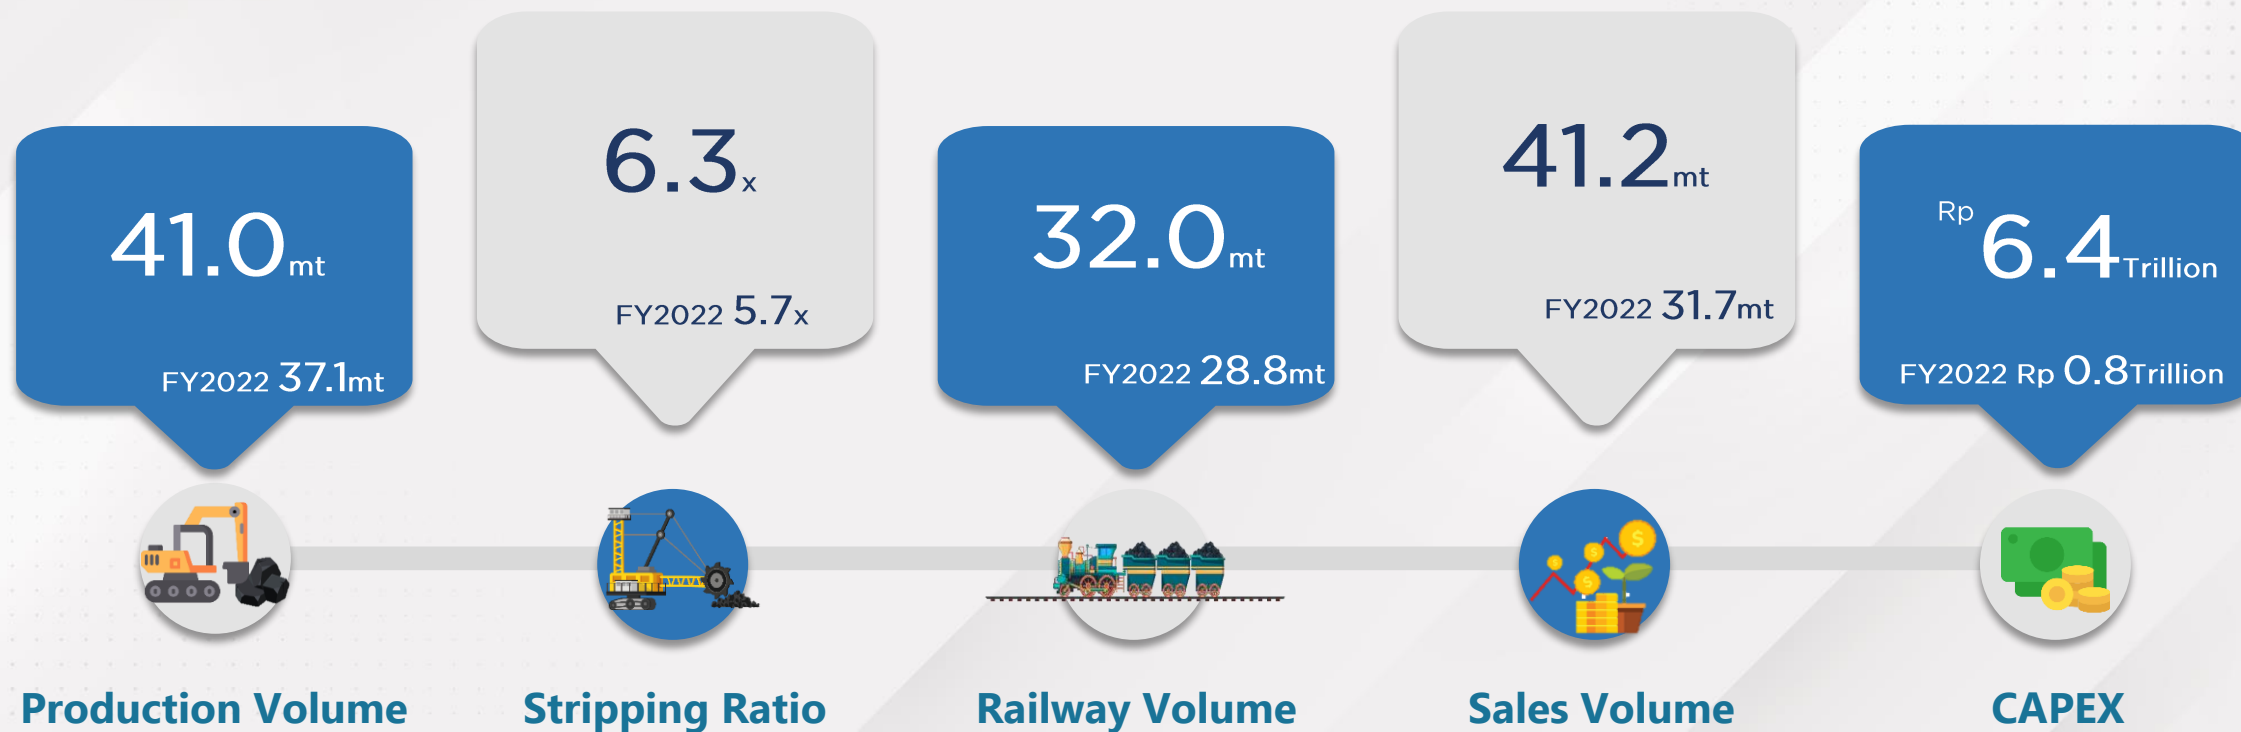 41.0mt
FY2022 37.1mt
Production Volume
6.3x
FY2022 5.7x
Stripping Ratio
32.0mt
FY2022 28.8mt
Railway Volume
41.2mt
FY2022 31.7mt
Sales Volume
Rp 6.4Trillion
FY2022 Rp 0.8Trillion
CAPEX